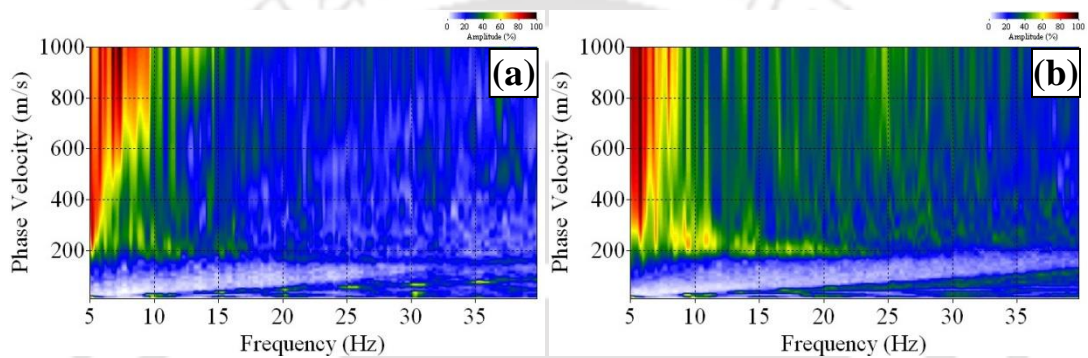 0 20 40 60 80 100
Amplitude (%)
(a)
1000
800
600
400
200
Phase Velocity (m/s)
5 10 15 20 25 30 35
Frequency (Hz)
0 20 40 60 80 100
Amplitude (%)
(b)
1000
800
600
400
200
Phase Velocity (m/s)
5 10 15 20 25 30 35
Frequency (Hz)